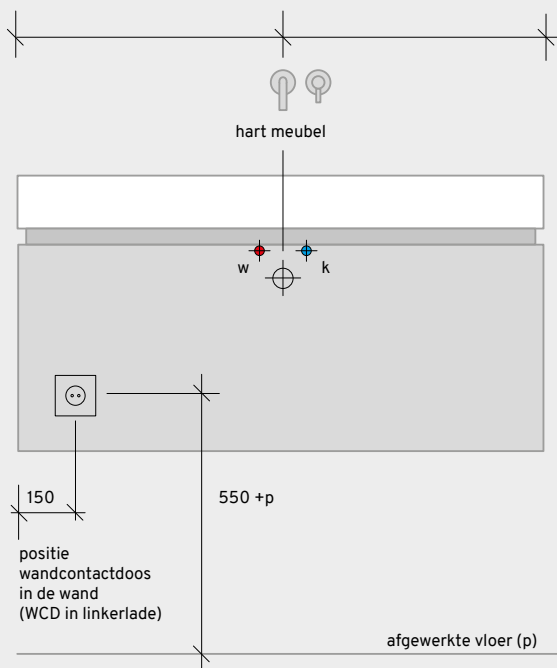 hart meubel
w
k
150
550 +p
positie
wandcontactdoos
in de wand
(WCD in linkerlade)
afgewerkte vloer (p)